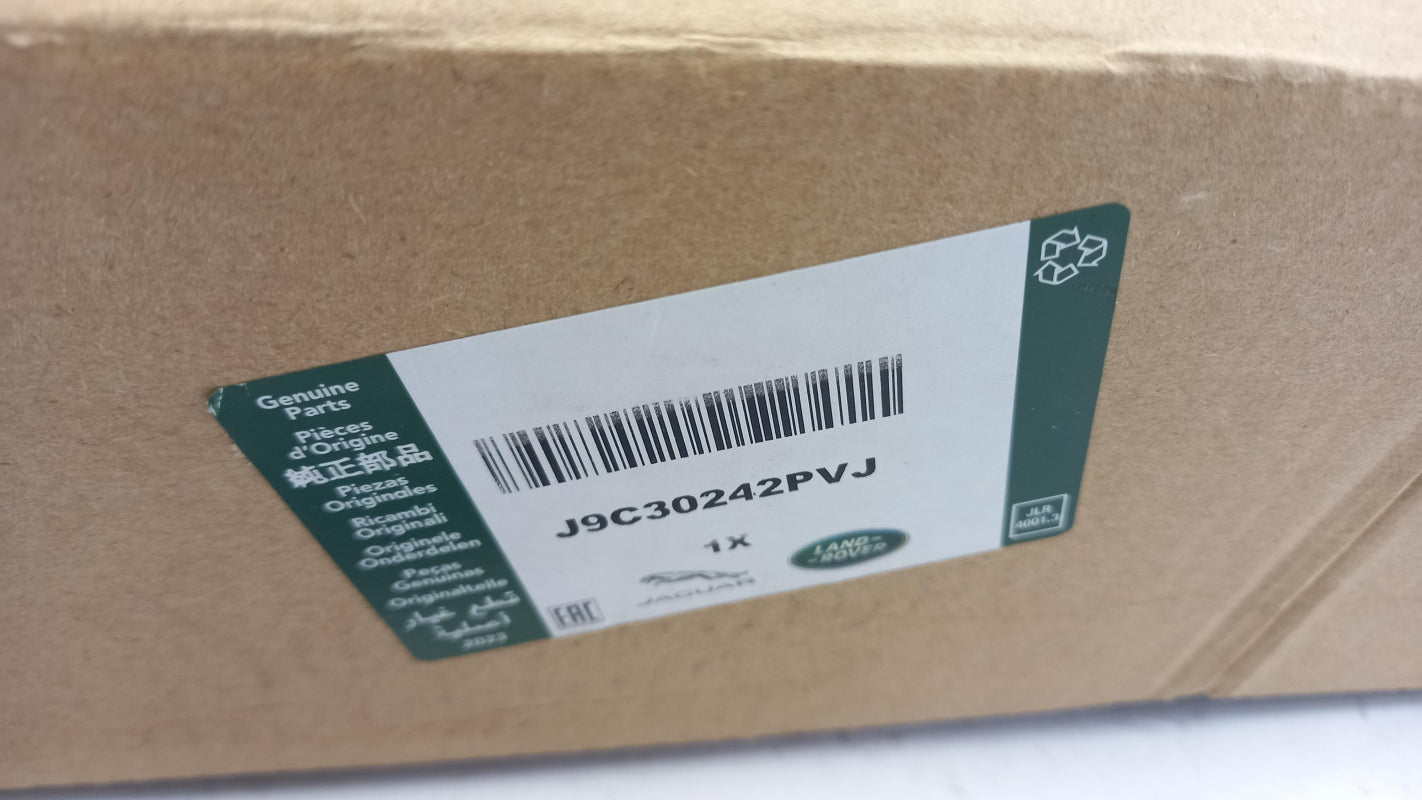 Genuine
Parts
Pièces
d'Origine
純正部品
Piezas
Originales
Ricambi
Originali
Originele
Onderdelen
Peças
Genuínas
Originalteile
قطع غيار
أصلية
2022
J9C30242PVJ
1X
EAC
JAGUAR
LAND-
-ROVER
JLR
4001.3